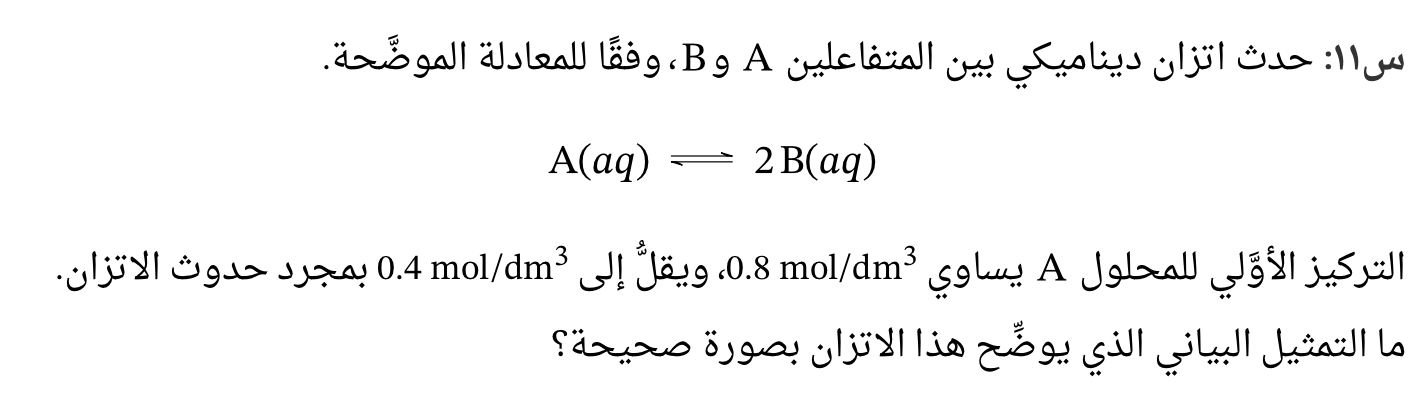 س١١: حدث اتزان ديناميكي بين المتفاعلين A و B، وفقًا للمعادلة الموضَّحة.
A(aq) ⇌ 2 B(aq)
التركيز الأوَّلي للمحلول A يساوي 0.8 mol/dm³، ويقلُّ إلى 0.4 mol/dm³ بمجرد حدوث الاتزان.
ما التمثيل البياني الذي يوضِّح هذا الاتزان بصورة صحيحة؟